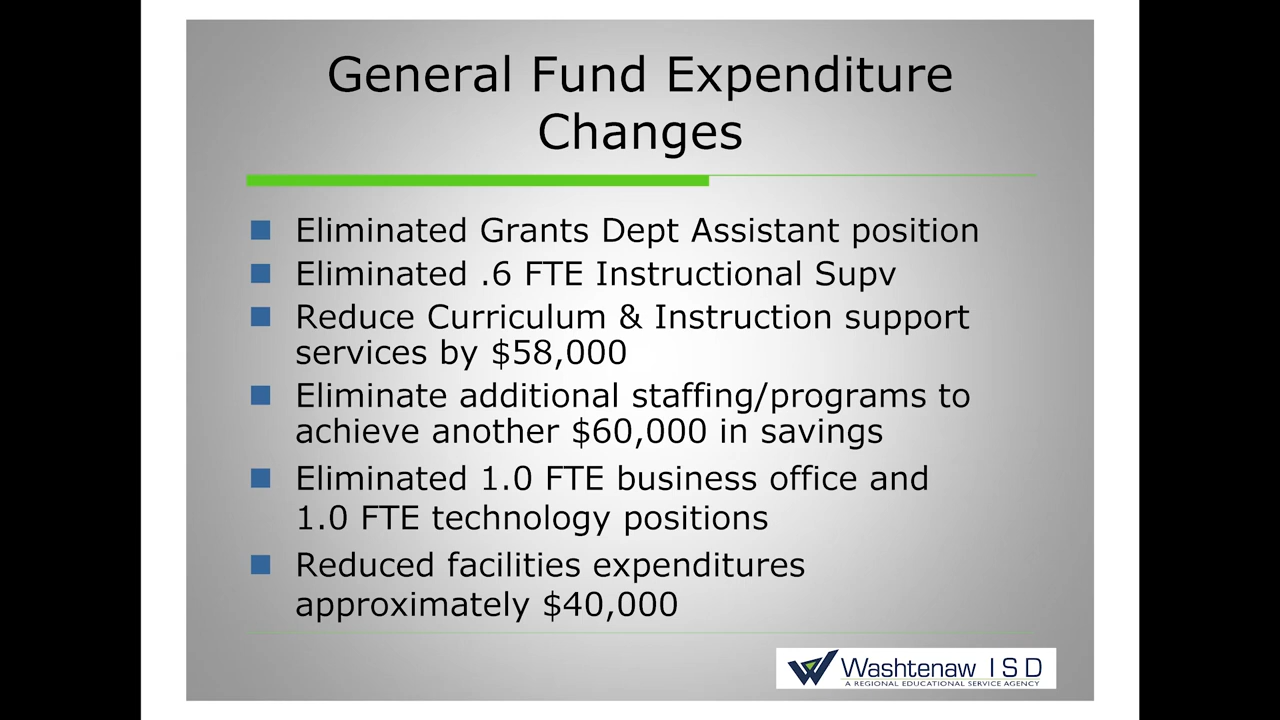 General Fund Expenditure
Changes
Eliminated Grants Dept Assistant position
Eliminated .6 FTE Instructional Supv
Reduce Curriculum & Instruction support
services by $58,000
Eliminate additional staffing/programs to
achieve another $60,000 in savings
Eliminated 1.0 FTE business office and
1.0 FTE technology positions
Reduced facilities expenditures
approximately $40,000
Washtenaw ISD
A REGIONAL EDUCATIONAL SERVICE AGENCY